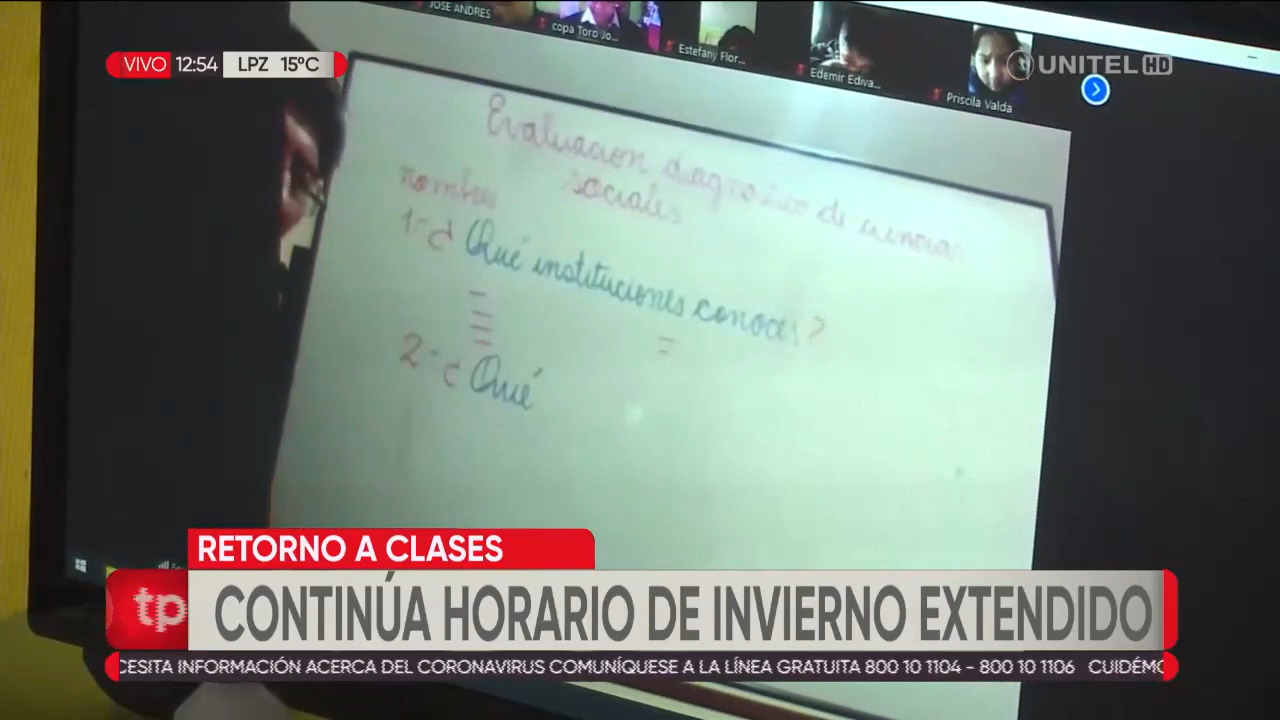 JOSE ANDRES
copa Toro Jo...
Estefany Flor...
Edemir Ediva...
Priscila Valda
VIVO 12:54 LPZ 15°C
UNITEL HD
Evaluacion diagnostico de ciencias
sociales
nombres
1-¿Qué instituciones conoces?
2-¿Qué
RETORNO A CLASES
tp
CONTINÚA HORARIO DE INVIERNO EXTENDIDO
CESITA INFORMACIÓN ACERCA DEL CORONAVIRUS COMUNÍQUESE A LA LÍNEA GRATUITA 800 10 1104 - 800 10 1106 CUIDÉMO